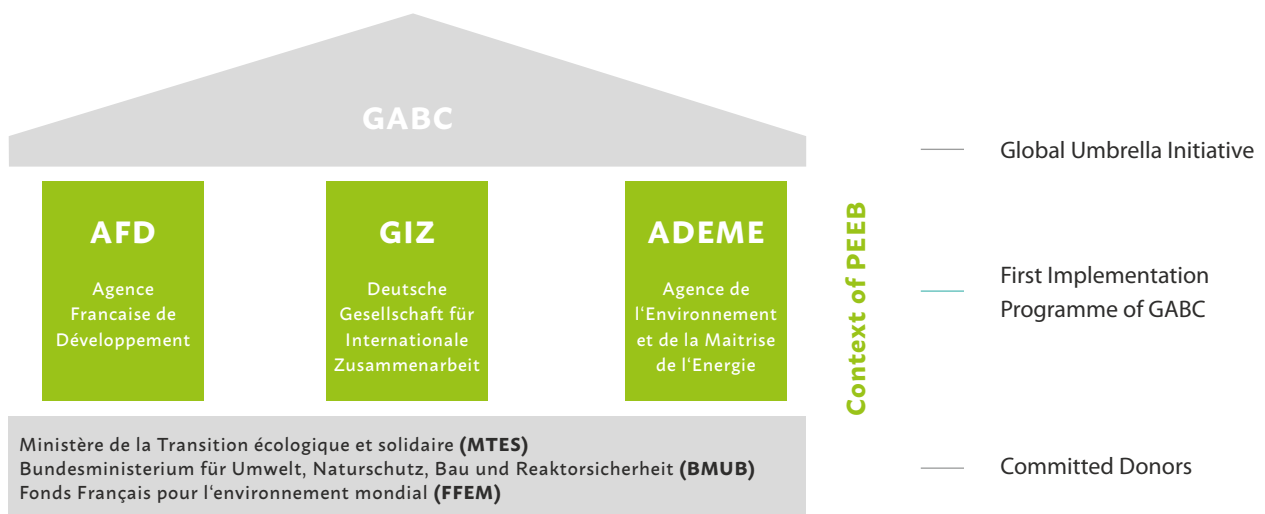 GABC
AFD
Agence
Francaise de
Développement
GIZ
Deutsche
Gesellschaft für
Internationale
Zusammenarbeit
ADEME
Agence de
l‘Environnement
et de la Maitrise
de l‘Energie
Context of PEEB
Global Umbrella Initiative
First Implementation
Programme of GABC
Committed Donors
Ministère de la Transition écologique et solidaire (MTES)
Bundesministerium für Umwelt, Naturschutz, Bau und Reaktorsicherheit (BMUB)
Fonds Français pour l‘environnement mondial (FFEM)